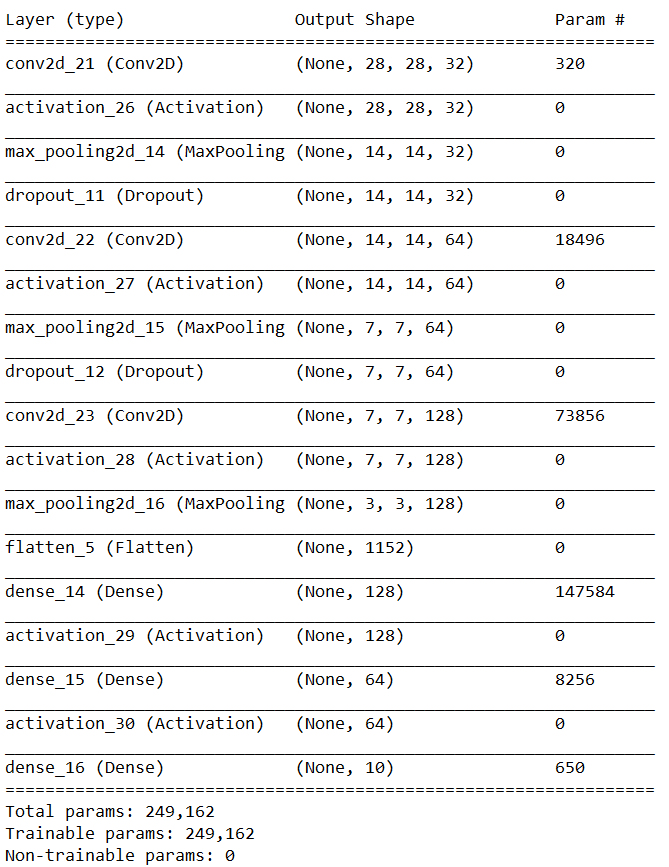 Layer (type)                 Output Shape              Param #
=================================================================
conv2d_21 (Conv2D)           (None, 28, 28, 32)        320
_________________________________________________________________
activation_26 (Activation)   (None, 28, 28, 32)        0
_________________________________________________________________
max_pooling2d_14 (MaxPooling (None, 14, 14, 32)        0
_________________________________________________________________
dropout_11 (Dropout)         (None, 14, 14, 32)        0
_________________________________________________________________
conv2d_22 (Conv2D)           (None, 14, 14, 64)        18496
_________________________________________________________________
activation_27 (Activation)   (None, 14, 14, 64)        0
_________________________________________________________________
max_pooling2d_15 (MaxPooling (None, 7, 7, 64)          0
_________________________________________________________________
dropout_12 (Dropout)         (None, 7, 7, 64)          0
_________________________________________________________________
conv2d_23 (Conv2D)           (None, 7, 7, 128)         73856
_________________________________________________________________
activation_28 (Activation)   (None, 7, 7, 128)         0
_________________________________________________________________
max_pooling2d_16 (MaxPooling (None, 3, 3, 128)         0
_________________________________________________________________
flatten_5 (Flatten)          (None, 1152)              0
_________________________________________________________________
dense_14 (Dense)             (None, 128)               147584
_________________________________________________________________
activation_29 (Activation)   (None, 128)               0
_________________________________________________________________
dense_15 (Dense)             (None, 64)                8256
_________________________________________________________________
activation_30 (Activation)   (None, 64)                0
_________________________________________________________________
dense_16 (Dense)             (None, 10)                650
=================================================================
Total params: 249,162
Trainable params: 249,162
Non-trainable params: 0